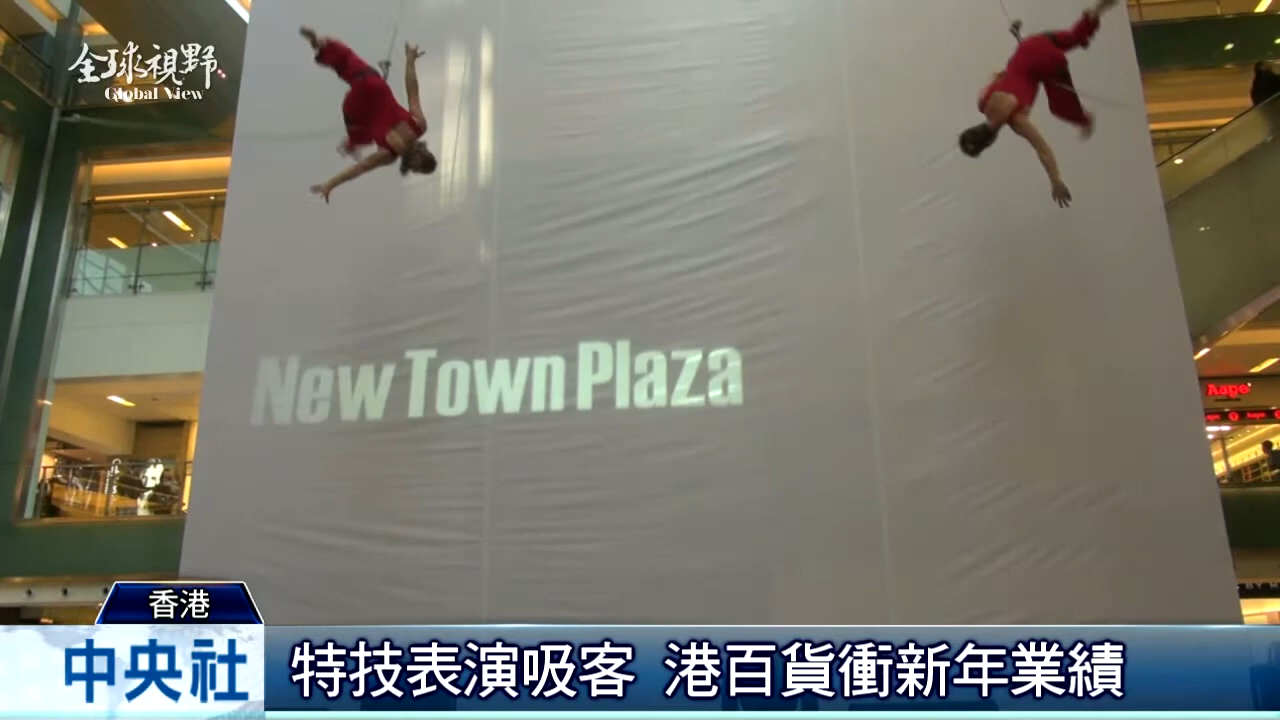 全球視野
Global View
New Town Plaza
Aape
香港
中央社
特技表演吸客 港百貨衝新年業績